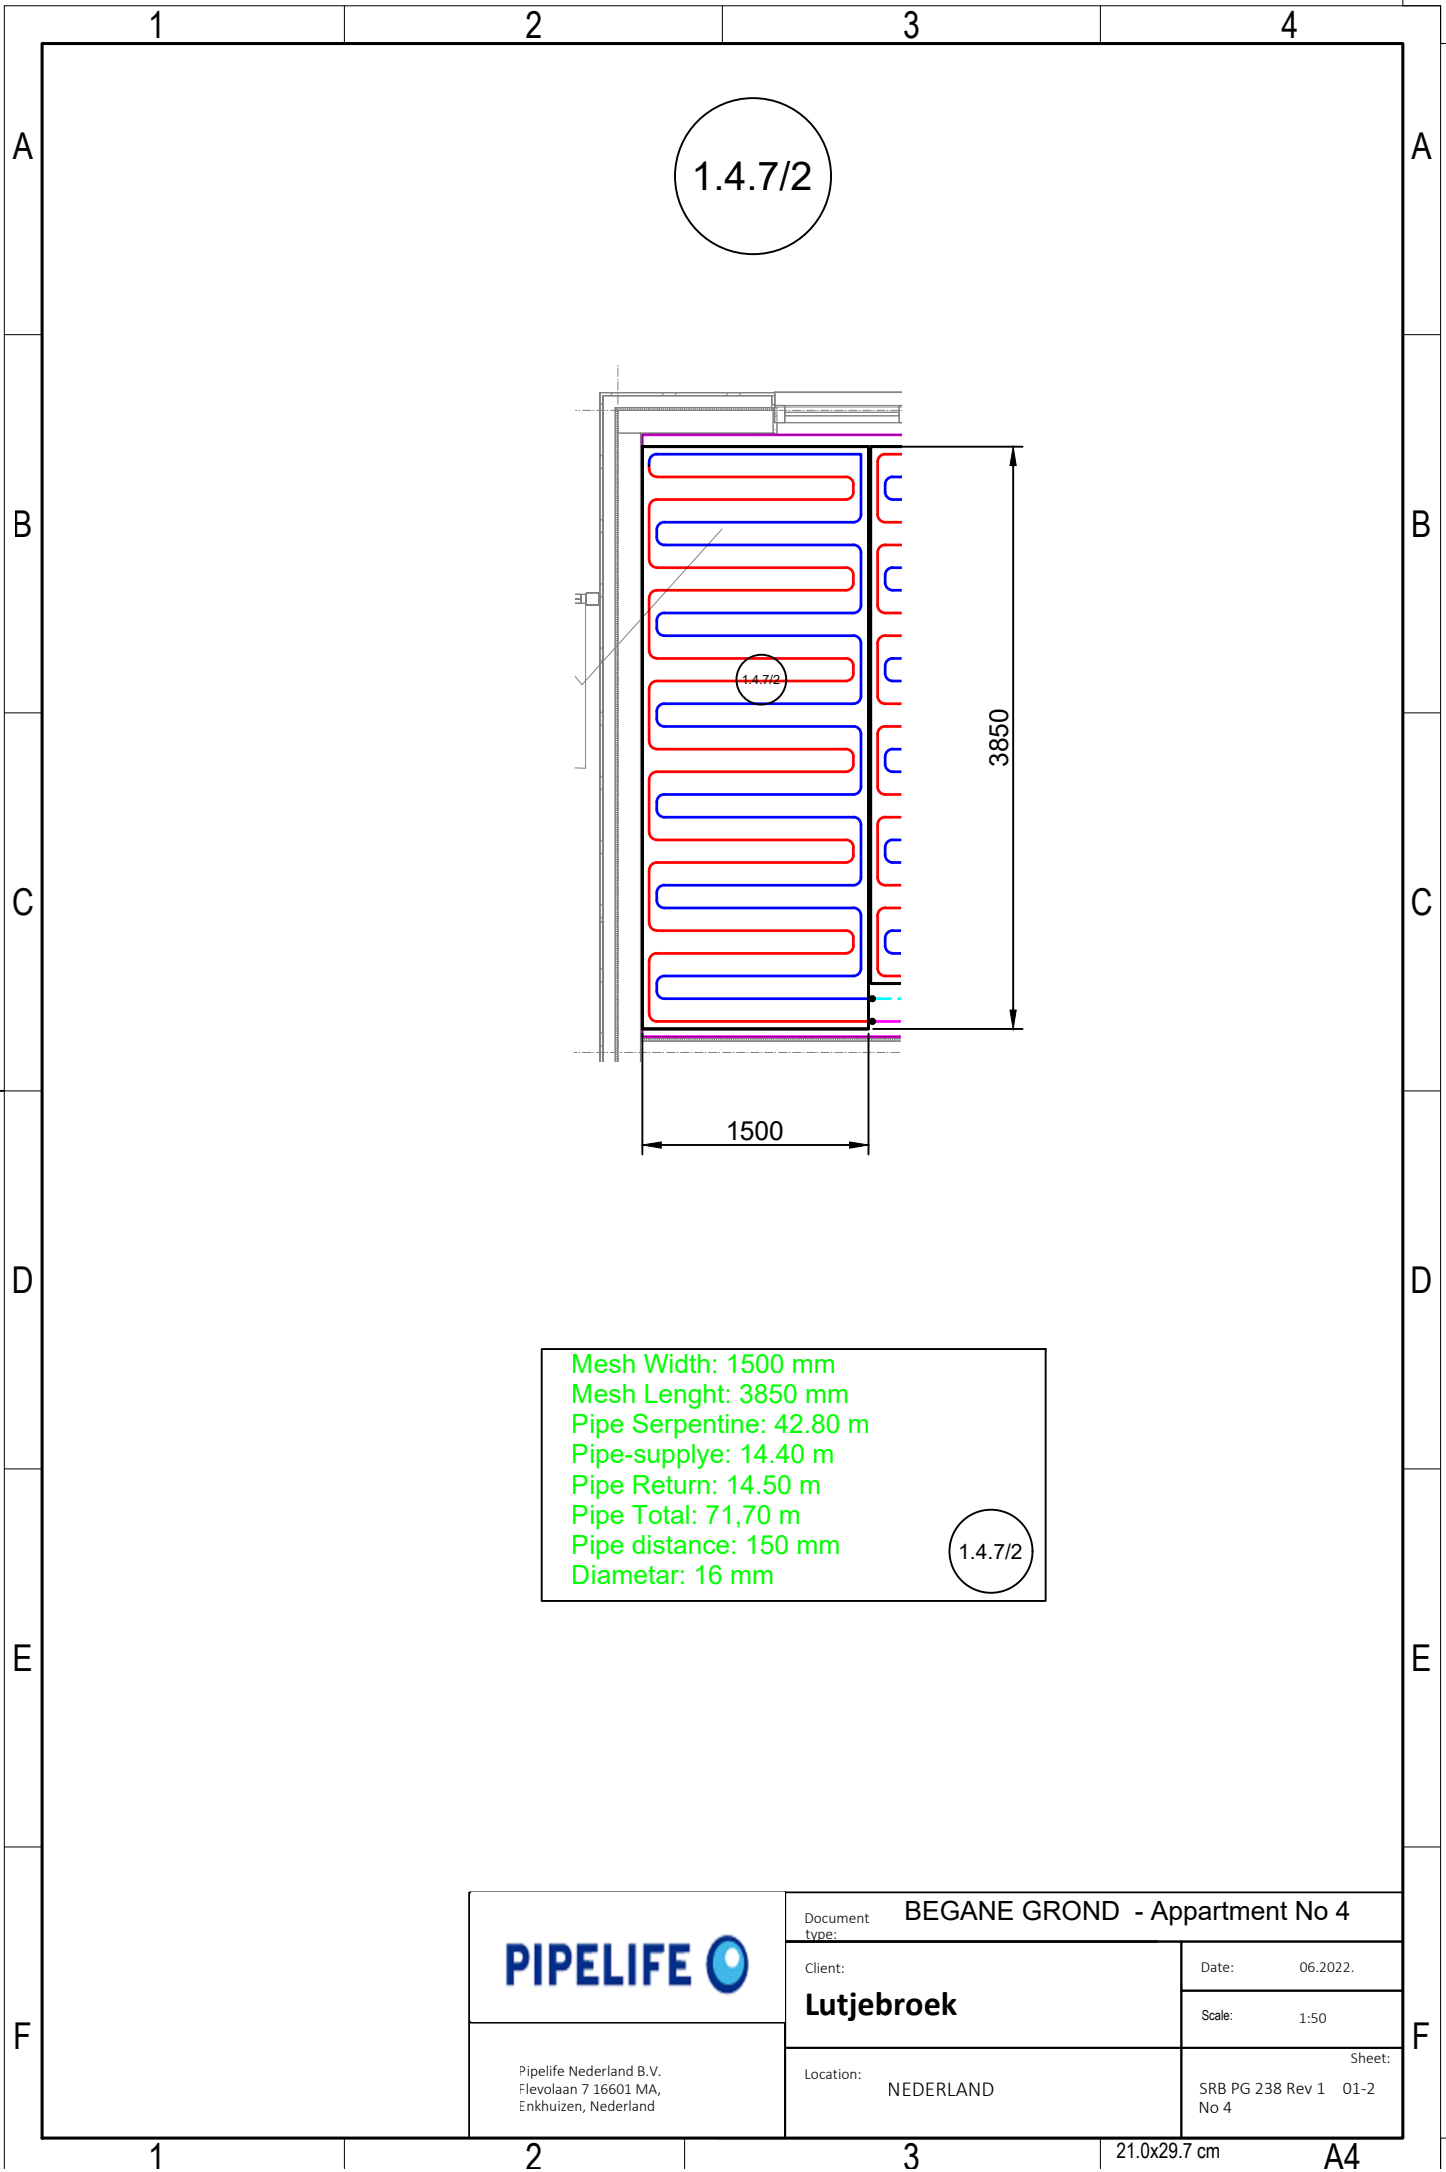 1 2 3 4
A A
1.4.7/2
B B
1.4.7/2
3850
C C
1500
D D
Mesh Width: 1500 mm
Mesh Lenght: 3850 mm
Pipe Serpentine: 42.80 m
Pipe-supplye: 14.40 m
Pipe Return: 14.50 m
Pipe Total: 71,70 m
Pipe distance: 150 mm
Diametar: 16 mm
1.4.7/2
E E
PIPELIFE
Document type:
BEGANE GROND - Appartment No 4
Client:
Lutjebroek
Date: 06.2022.
Scale: 1:50
F F
Pipelife Nederland B.V.
Flevolaan 7 16601 MA,
Enkhuizen, Nederland
Location: NEDERLAND
Sheet:
SRB PG 238 Rev 1 01-2
No 4
1 2 3 21.0x29.7 cm A4